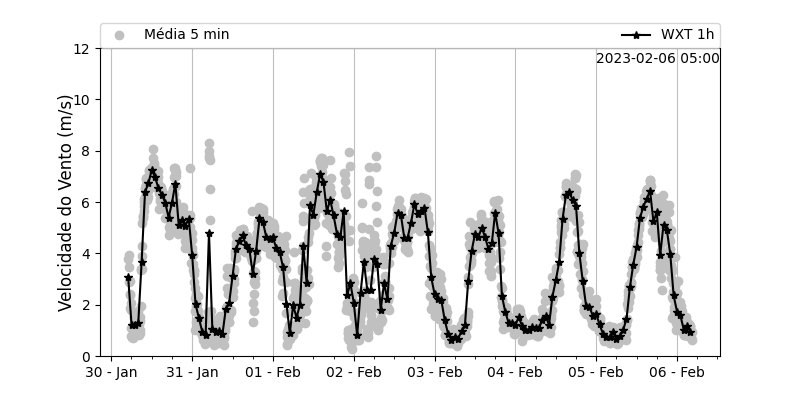 Média 5 min
WXT 1h
2023-02-06 05:00
Velocidade do Vento (m/s)
12
10
8
6
4
2
0
30 - Jan
31 - Jan
01 - Feb
02 - Feb
03 - Feb
04 - Feb
05 - Feb
06 - Feb